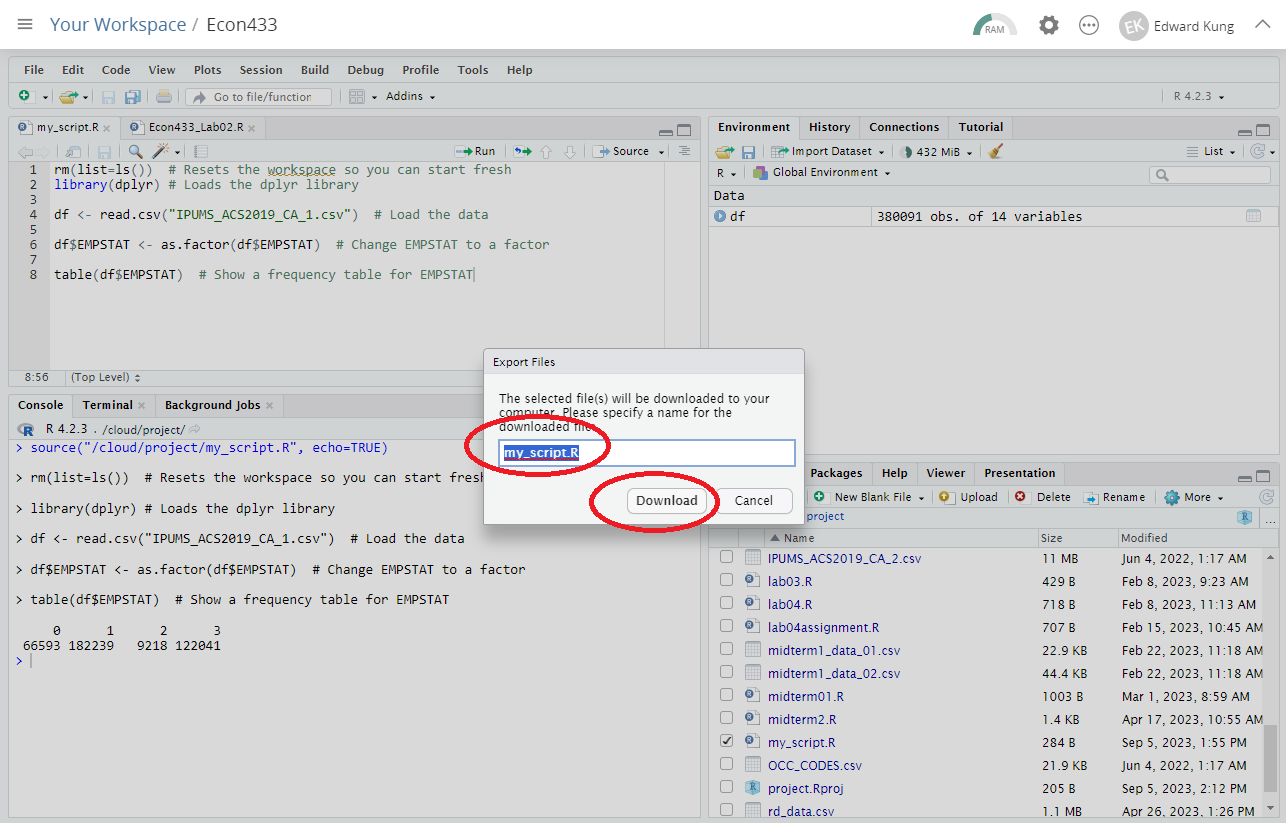 Your Workspace / Econ433
RAM
EK Edward Kung
File Edit Code View Plots Session Build Debug Profile Tools Help
Go to file/function Addins R 4.2.3
my_script.R Econ433_Lab02.R
Run Source
1 rm(list=ls())  # Resets the workspace so you can start fresh
2 library(dplyr) # Loads the dplyr library
3
4 df <- read.csv("IPUMS_ACS2019_CA_1.csv")  # Load the data
5
6 df$EMPSTAT <- as.factor(df$EMPSTAT)  # Change EMPSTAT to a factor
7
8 table(df$EMPSTAT)  # Show a frequency table for EMPSTAT
8:56 (Top Level)
Environment History Connections Tutorial
Import Dataset 432 MiB List
R Global Environment
Data
df 380091 obs. of 14 variables
Export Files
The selected file(s) will be downloaded to your
computer. Please specify a name for the
downloaded file:
my_script.R
Download Cancel
Console Terminal Background Jobs
R 4.2.3 . /cloud/project/
> source("/cloud/project/my_script.R", echo=TRUE)
> rm(list=ls())  # Resets the workspace so you can start fresh
> library(dplyr) # Loads the dplyr library
> df <- read.csv("IPUMS_ACS2019_CA_1.csv")  # Load the data
> df$EMPSTAT <- as.factor(df$EMPSTAT)  # Change EMPSTAT to a factor
> table(df$EMPSTAT)  # Show a frequency table for EMPSTAT
0 1 2 3
66593 182239 9218 122041
>
Packages Help Viewer Presentation
New Blank File Upload Delete Rename More
project
Name Size Modified
IPUMS_ACS2019_CA_2.csv 11 MB Jun 4, 2022, 1:17 AM
lab03.R 429 B Feb 8, 2023, 9:23 AM
lab04.R 718 B Feb 8, 2023, 11:13 AM
lab04assignment.R 707 B Feb 15, 2023, 10:45 AM
midterm1_data_01.csv 22.9 KB Feb 22, 2023, 11:18 AM
midterm1_data_02.csv 44.4 KB Feb 22, 2023, 11:18 AM
midterm01.R 1003 B Mar 1, 2023, 8:59 AM
midterm2.R 1.4 KB Apr 17, 2023, 10:55 AM
my_script.R 284 B Sep 5, 2023, 1:55 PM
OCC_CODES.csv 21.9 KB Jun 4, 2022, 1:17 AM
project.Rproj 205 B Sep 5, 2023, 2:12 PM
rd_data.csv 1.1 MB Apr 26, 2023, 1:26 PM